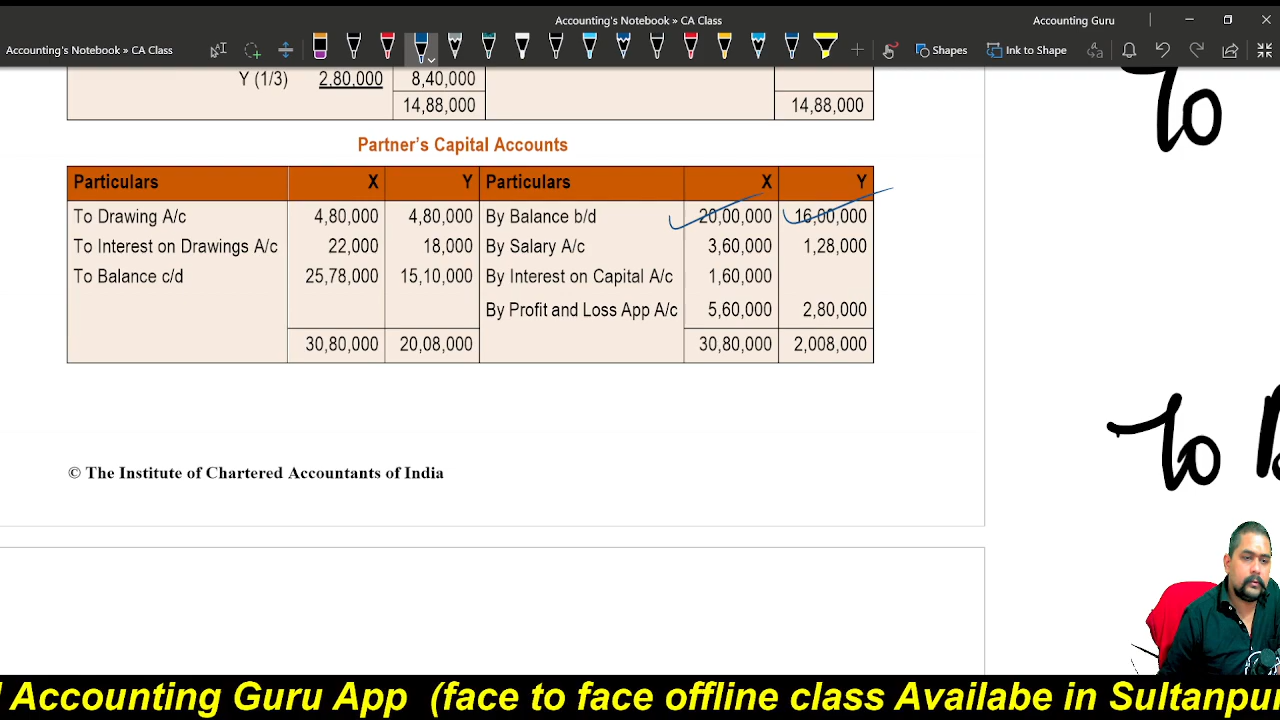 Accounting's Notebook » CA Class
Accounting Guru
Accounting's Notebook » CA Class
Shapes
Ink to Shape
Y (1/3) 2,80,000 8,40,000
14,88,000 14,88,000
Partner's Capital Accounts
Particulars X Y Particulars X Y
To Drawing A/c 4,80,000 4,80,000 By Balance b/d 20,00,000 16,00,000
To Interest on Drawings A/c 22,000 18,000 By Salary A/c 3,60,000 1,28,000
To Balance c/d 25,78,000 15,10,000 By Interest on Capital A/c 1,60,000
By Profit and Loss App A/c 5,60,000 2,80,000
30,80,000 20,08,000 30,80,000 2,008,000
To
To
© The Institute of Chartered Accountants of India
Accounting Guru App (face to face offline class Availabe in Sultanpu